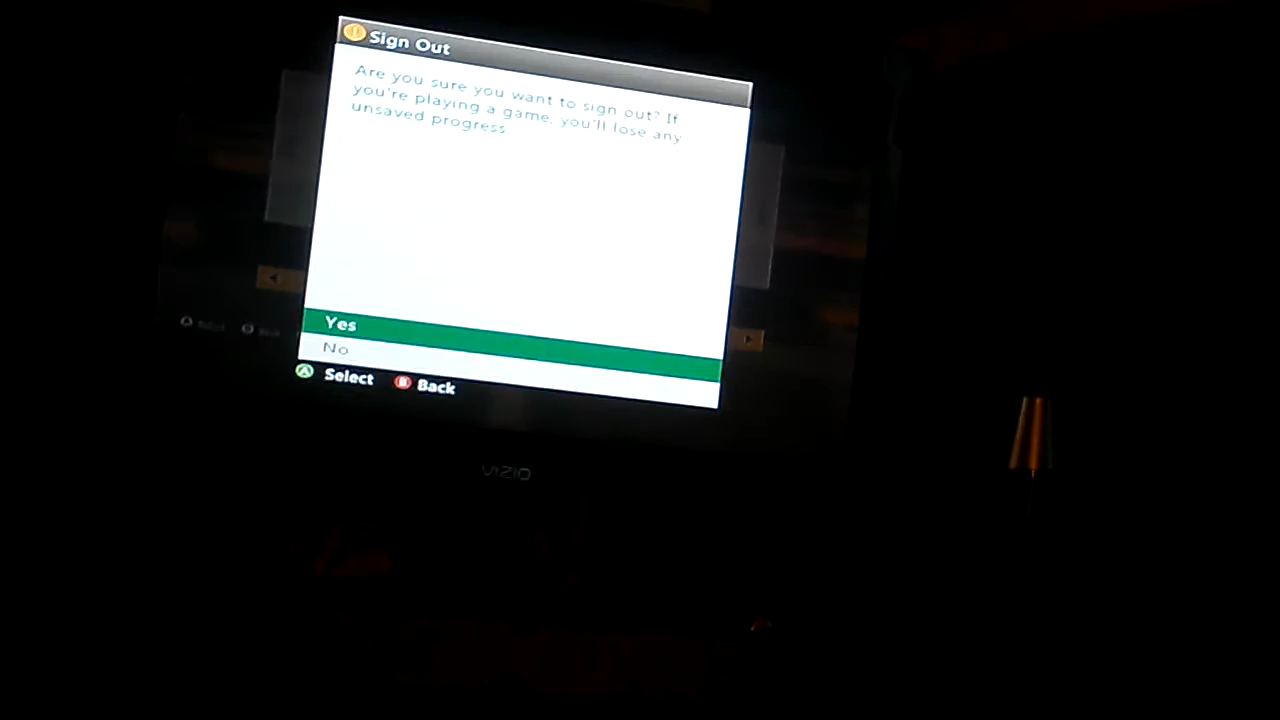 Sign Out
Are you sure you want to sign out? If
you're playing a game, you'll lose any
unsaved progress.
Yes
No
A Select B Back
VIZIO